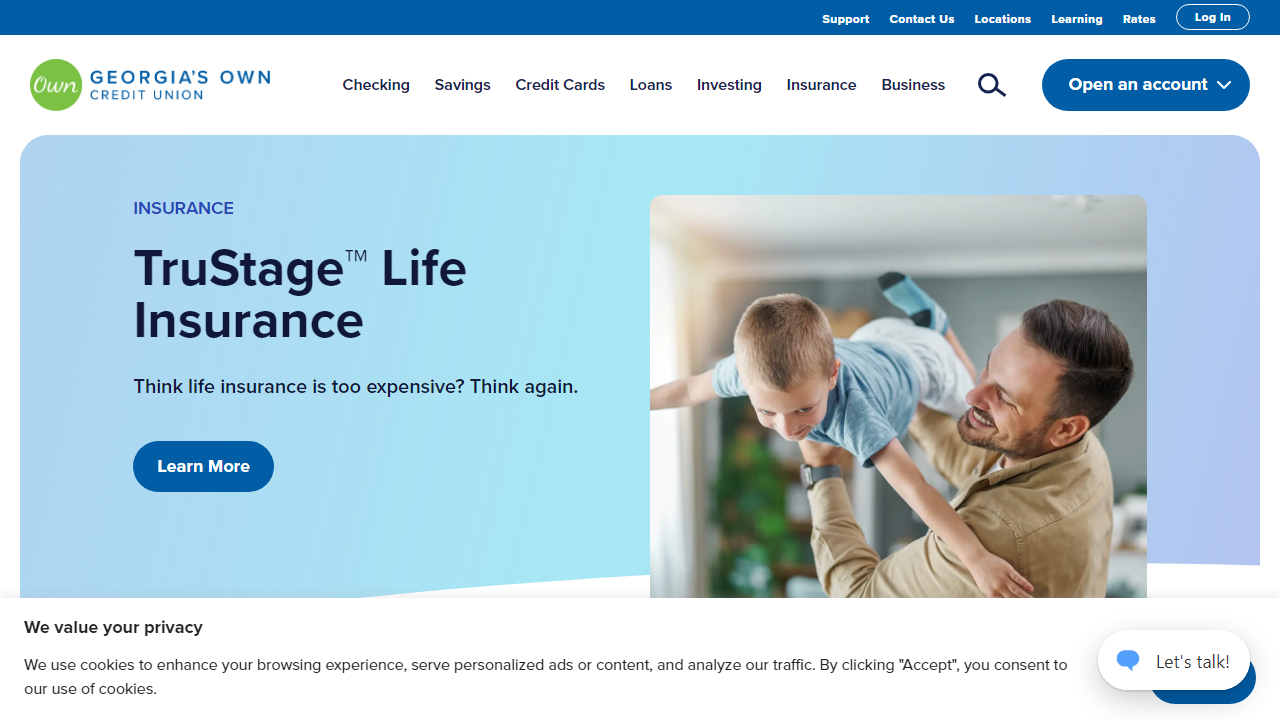 Support Contact Us Locations Learning Rates Log In
Own GEORGIA'S OWN
CREDIT UNION
Checking Savings Credit Cards Loans Investing Insurance Business Open an account
INSURANCE
TruStage™ Life
Insurance
Think life insurance is too expensive? Think again.
Learn More
We value your privacy
We use cookies to enhance your browsing experience, serve personalized ads or content, and analyze our traffic. By clicking "Accept", you consent to
our use of cookies.
Let's talk!